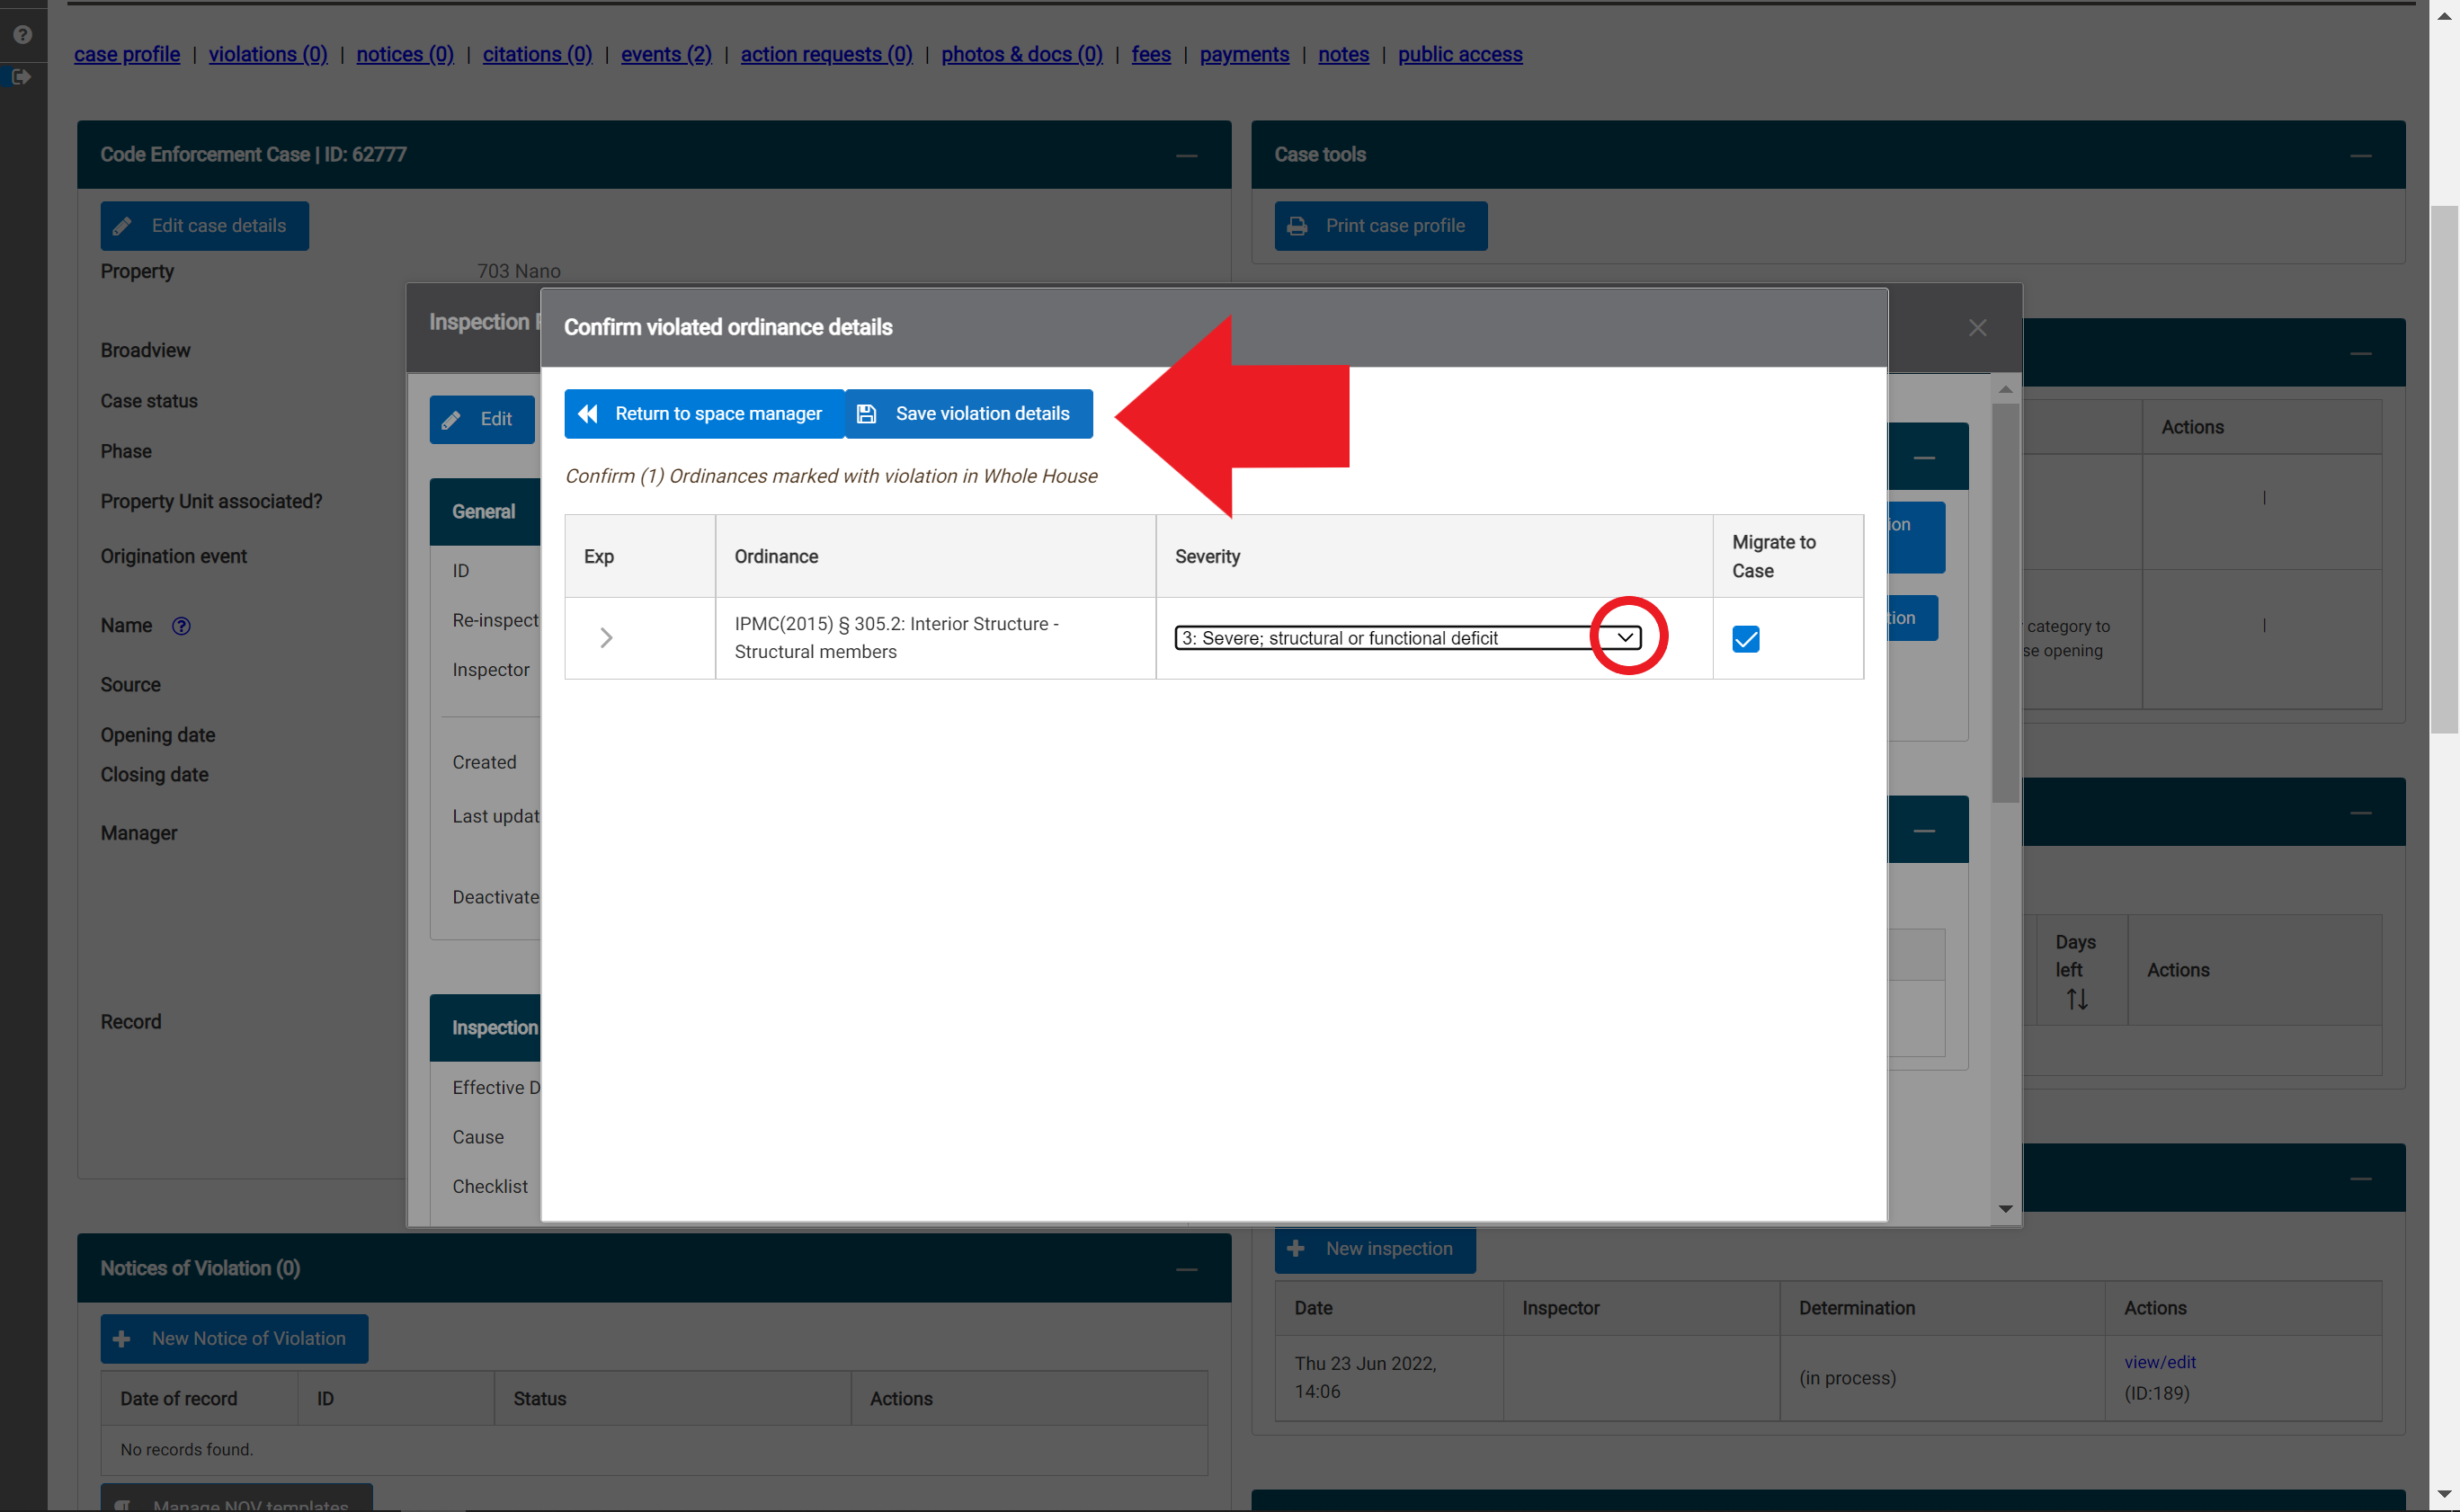 case profile | violations (0) | notices (0) | citations (0) | events (2) | action requests (0) | photos & docs (0) | fees | payments | notes | public access
Code Enforcement Case | ID: 62777
Edit case details
Property 703 Nano
Broadview
Case status
Phase
Property Unit associated?
Origination event
Name ?
Source
Opening date
Closing date
Manager
Record
Case tools
Print case profile
Inspection
Edit
General
ID
Re-inspect
Inspector
Created
Last updat
Deactivate
Inspection
Effective D
Cause
Checklist
Confirm violated ordinance details
Return to space manager Save violation details
Confirm (1) Ordinances marked with violation in Whole House
Exp Ordinance Severity Migrate to
Case
IPMC(2015) § 305.2: Interior Structure -
Structural members
3: Severe; structural or functional deficit
ion
tion
Actions
category to
se opening
Days
left
Actions
Notices of Violation (0)
New Notice of Violation
Date of record ID Status Actions
No records found.
Manage NOV templates
New inspection
Date Inspector Determination Actions
Thu 23 Jun 2022,
14:06
(in process)
view/edit
(ID:189)